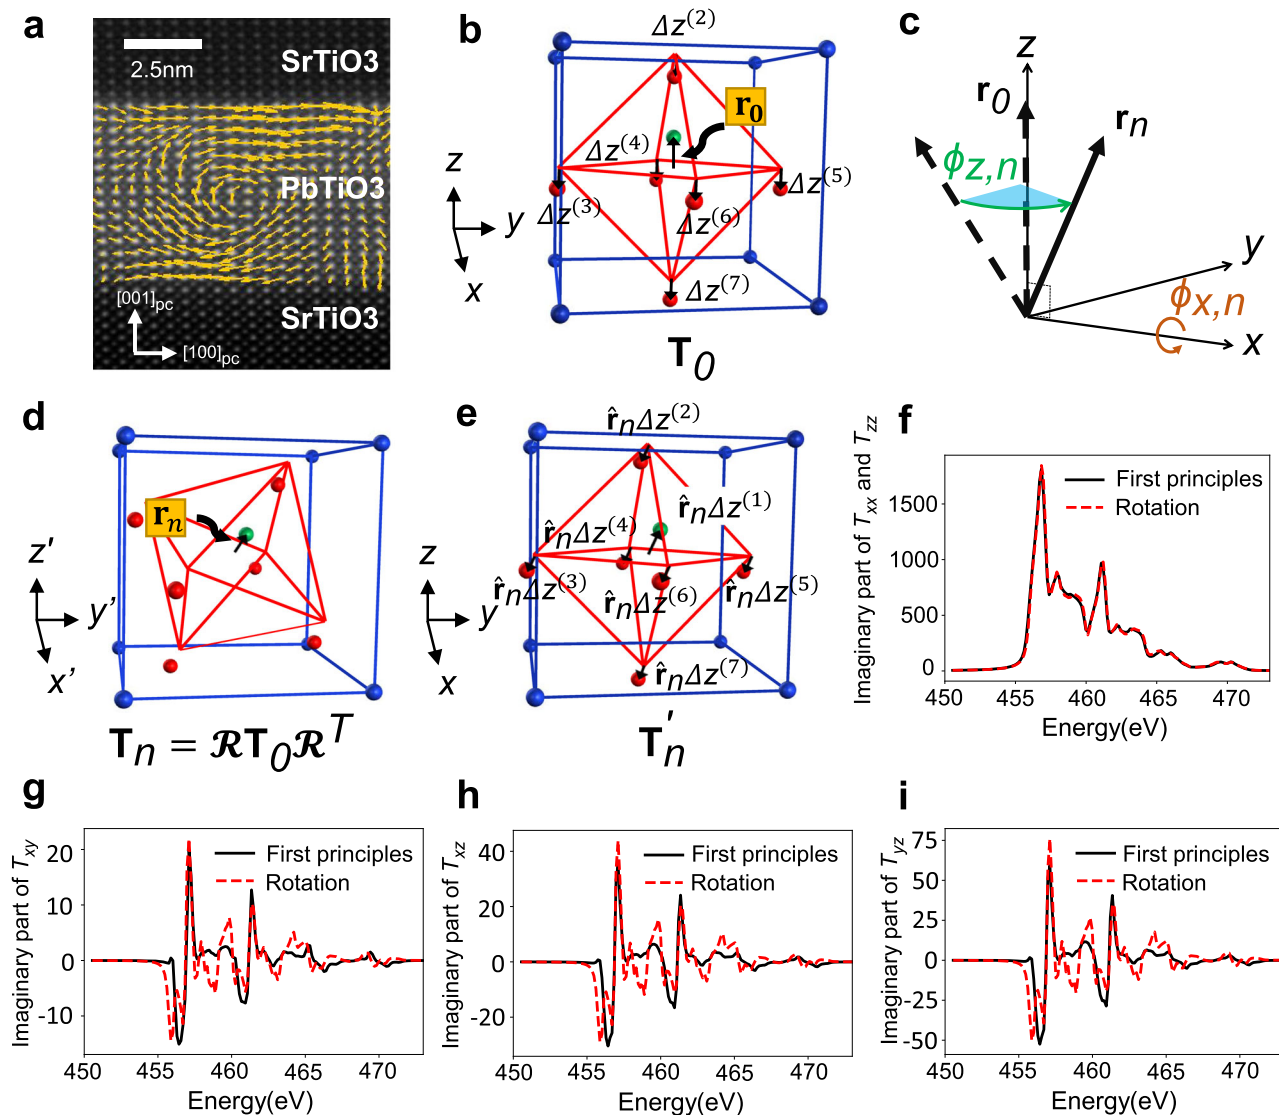 a
2.5nm
SrTiO3
PbTiO3
SrTiO3
[001]pc
[100]pc
b
Δz(2)
r0
Δz(4)
Δz(5)
Δz(3)
Δz(6)
Δz(7)
z
y
x
T0
c
z
r0
rn
ϕz,n
y
ϕx,n
x
d
rn
z'
y'
x'
Tn = RT0R^T
e
r̂nΔz(2)
r̂nΔz(1)
r̂nΔz(4)
r̂nΔz(3)
r̂nΔz(6)
r̂nΔz(5)
r̂nΔz(7)
z
y
x
T'n
f
Imaginary part of Txx and Tzz
First principles
Rotation
1500
1000
500
0
450 455 460 465 470
Energy(eV)
g
Imaginary part of Txy
First principles
Rotation
20
10
0
-10
450 455 460 465 470
Energy(eV)
h
Imaginary part of Txz
First principles
Rotation
40
20
0
-20
450 455 460 465 470
Energy(eV)
i
Imaginary part of Tyz
First principles
Rotation
75
50
25
0
-25
-50
450 455 460 465 470
Energy(eV)